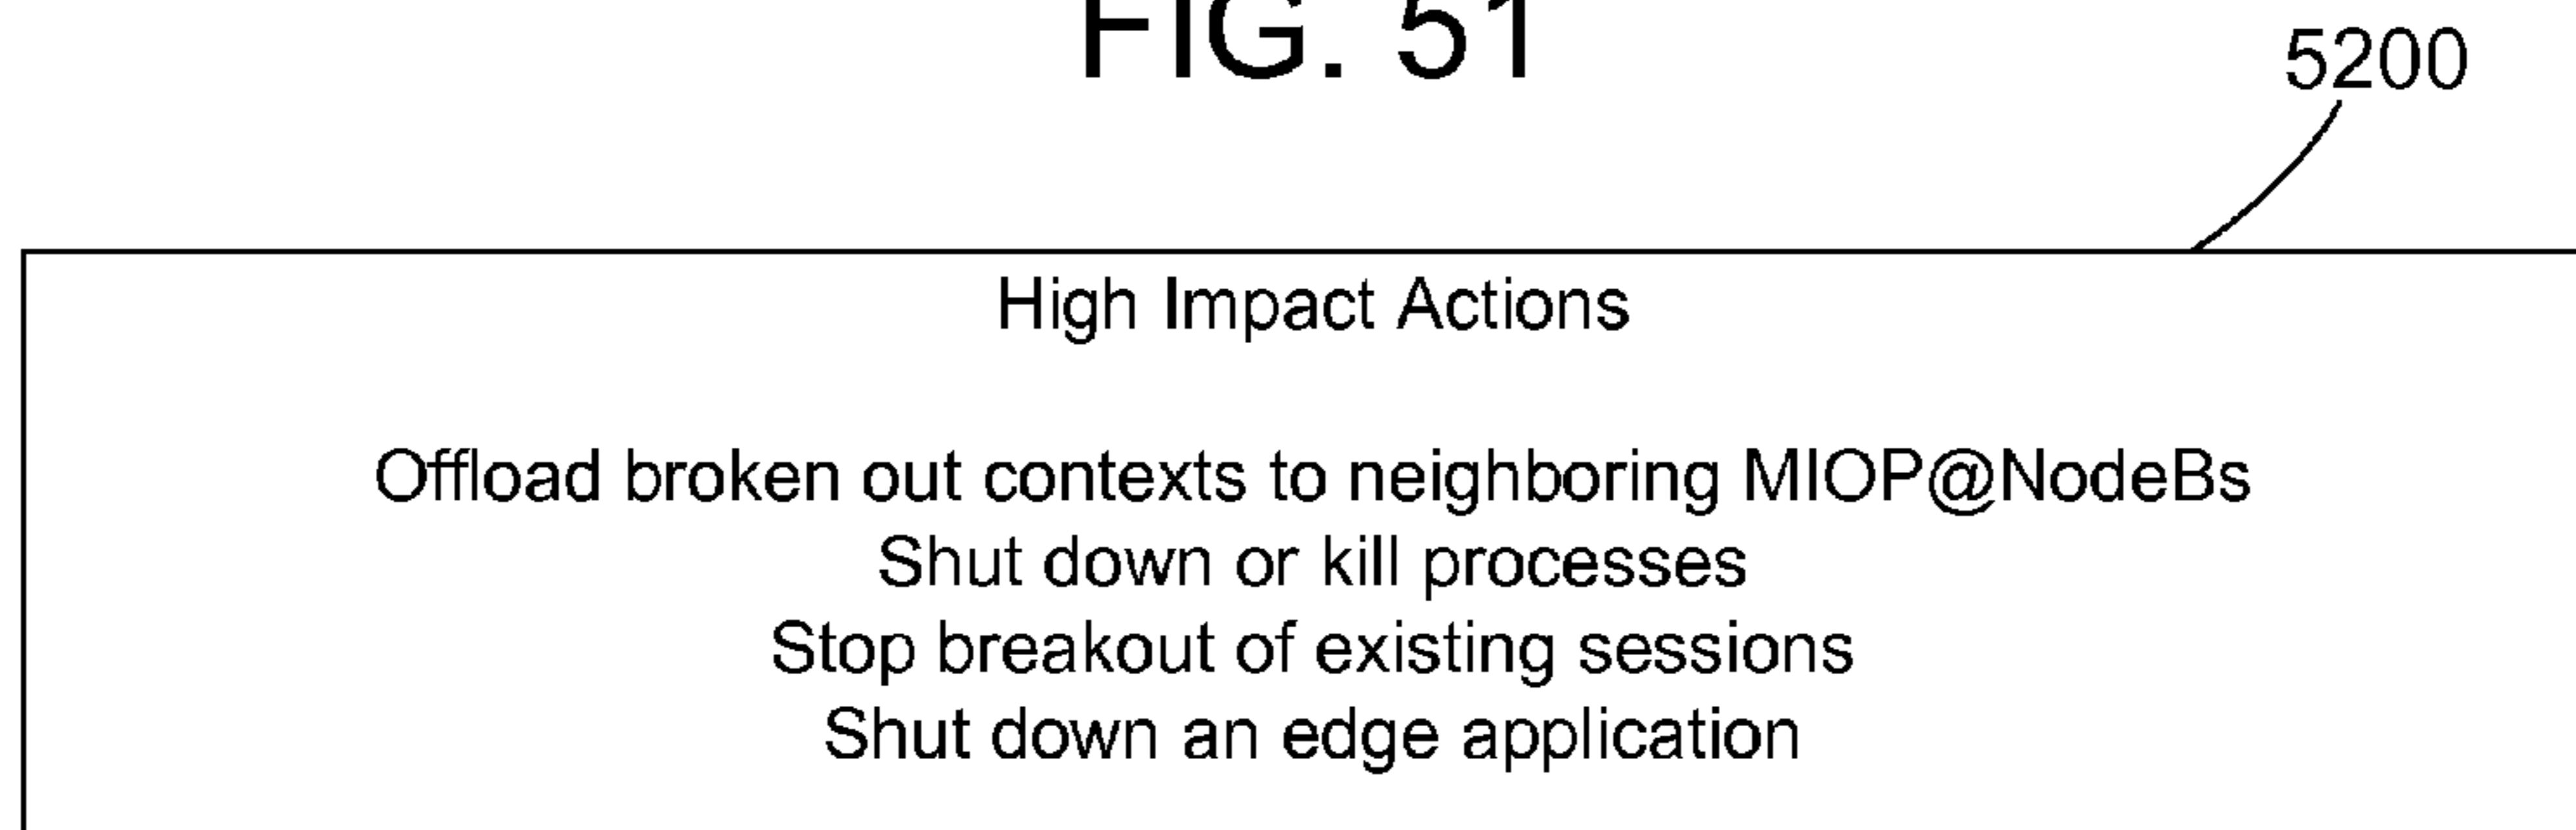 FIG. 51
5200
High Impact Actions
Offload broken out contexts to neighboring MIOP@NodeBs
Shut down or kill processes
Stop breakout of existing sessions
Shut down an edge application